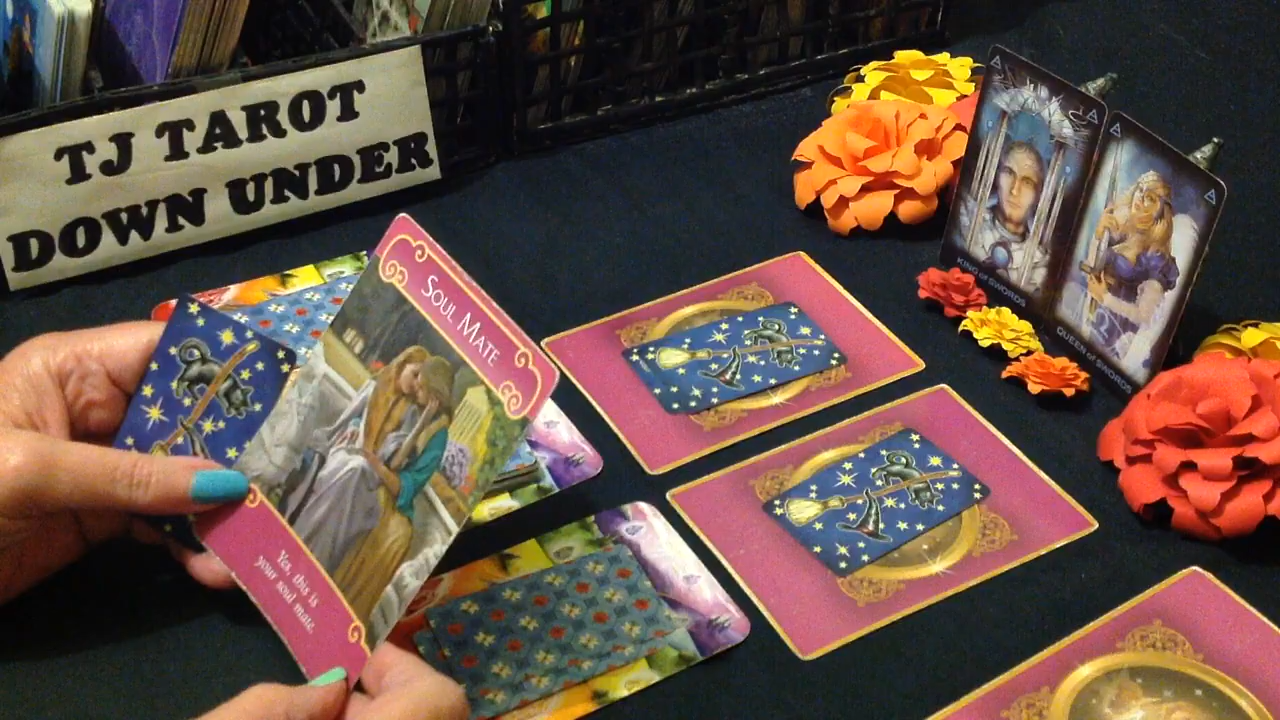 TJ TAROT
DOWN UNDER
SOUL MATE
Yes, this is
your soul mate.
KING of SWORDS
QUEEN of SWORDS